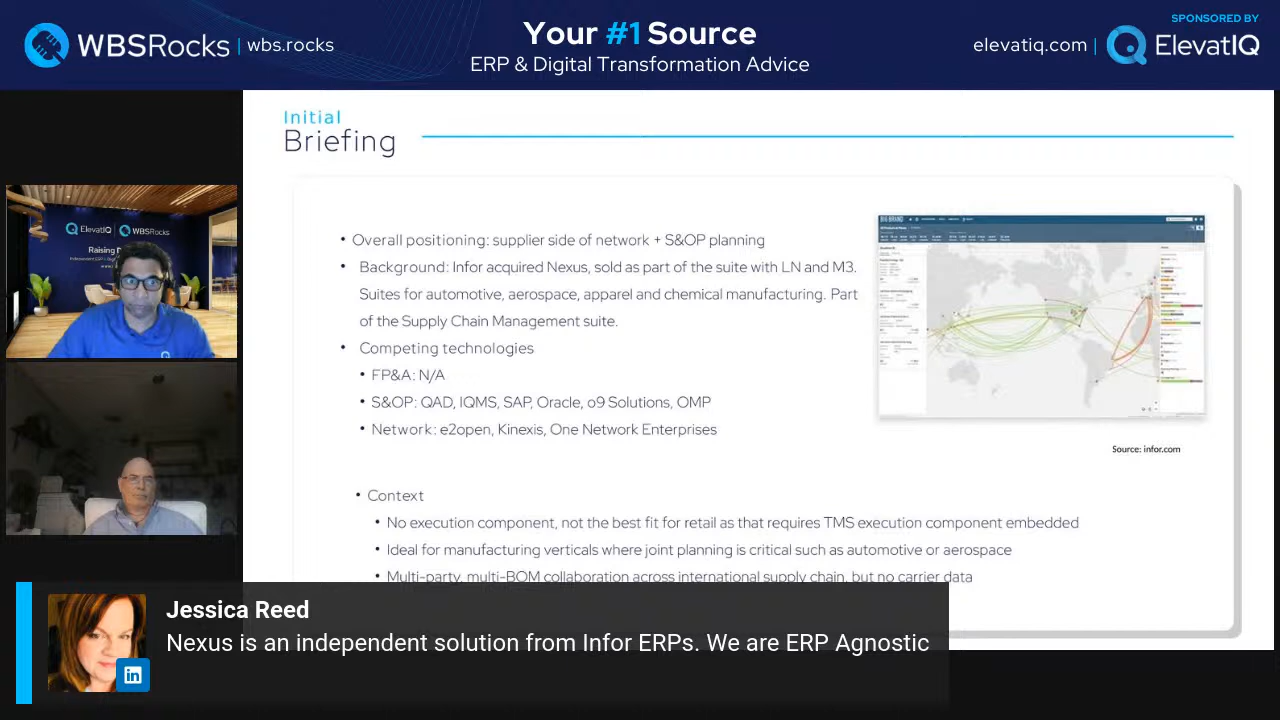 WBSRocks | wbs.rocks
Your #1 Source
ERP & Digital Transformation Advice
SPONSORED BY
elevatiq.com | ElevatIQ
Initial
Briefing
ElevatIQ | WBSRocks
• Overall positioning: supplier side of network + S&OP planning
• Background: infor acquired Nexus, solo as part of the suite with LN and M3.
Suites for automotive, aerospace, apparel and chemical manufacturing. Part
of the Supply Chain Management suite.
• Competing technologies
• FP&A: N/A
• S&OP: QAD, IQMS, SAP, Oracle, o9 Solutions, OMP
• Network: e2open, Kinexis, One Network Enterprises
BIG BRAND
Source: infor.com
• Context
• No execution component, not the best fit for retail as that requires TMS execution component embedded
• Ideal for manufacturing verticals where joint planning is critical such as automotive or aerospace
• Multi-party, multi-BOM collaboration across international supply chain, but no carrier data
Jessica Reed
Nexus is an independent solution from Infor ERPs. We are ERP Agnostic
in